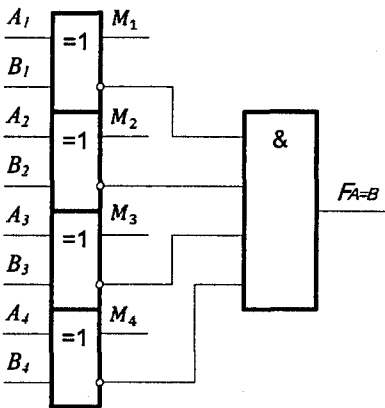 A1 =1 M1
B1
A2 =1 M2
B2
A3 =1 M3
B3
A4 =1 M4
B4
&
FA=B